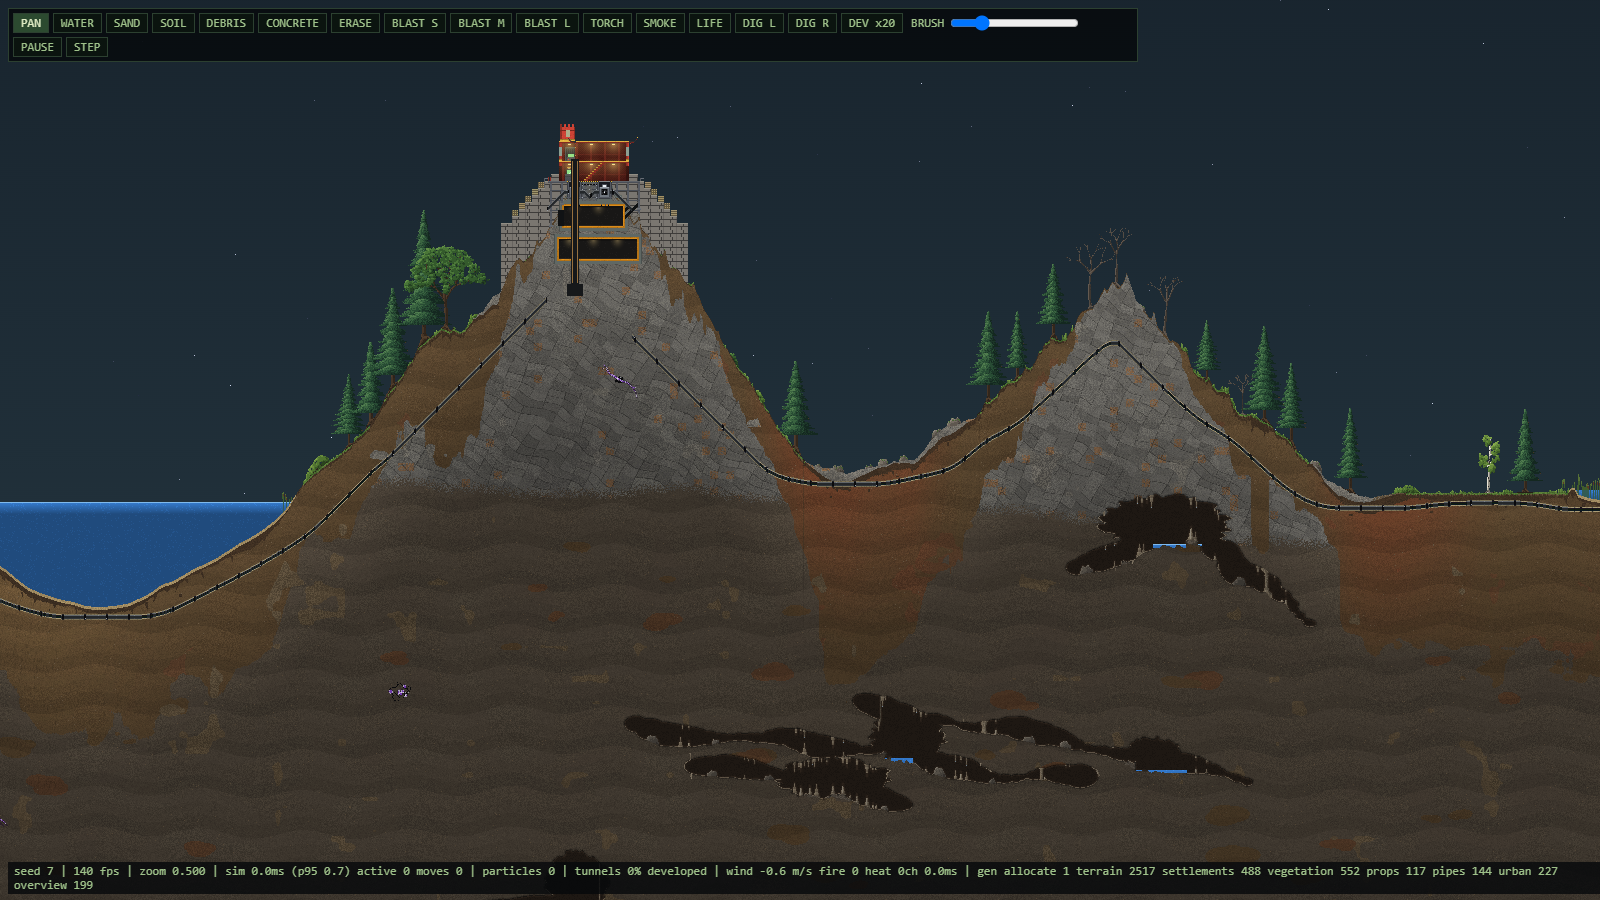 PAN WATER SAND SOIL DEBRIS CONCRETE ERASE BLAST S BLAST M BLAST L TORCH SMOKE LIFE DIG L DIG R DEV x20 BRUSH
PAUSE STEP
seed 7 | 140 fps | zoom 0.500 | sim 0.0ms (p95 0.7) active 0 moves 0 | particles 0 | tunnels 0% developed | wind -0.6 m/s fire 0 heat 0ch 0.0ms | gen allocate 1 terrain 2517 settlements 488 vegetation 552 props 117 pipes 144 urban 227
overview 199